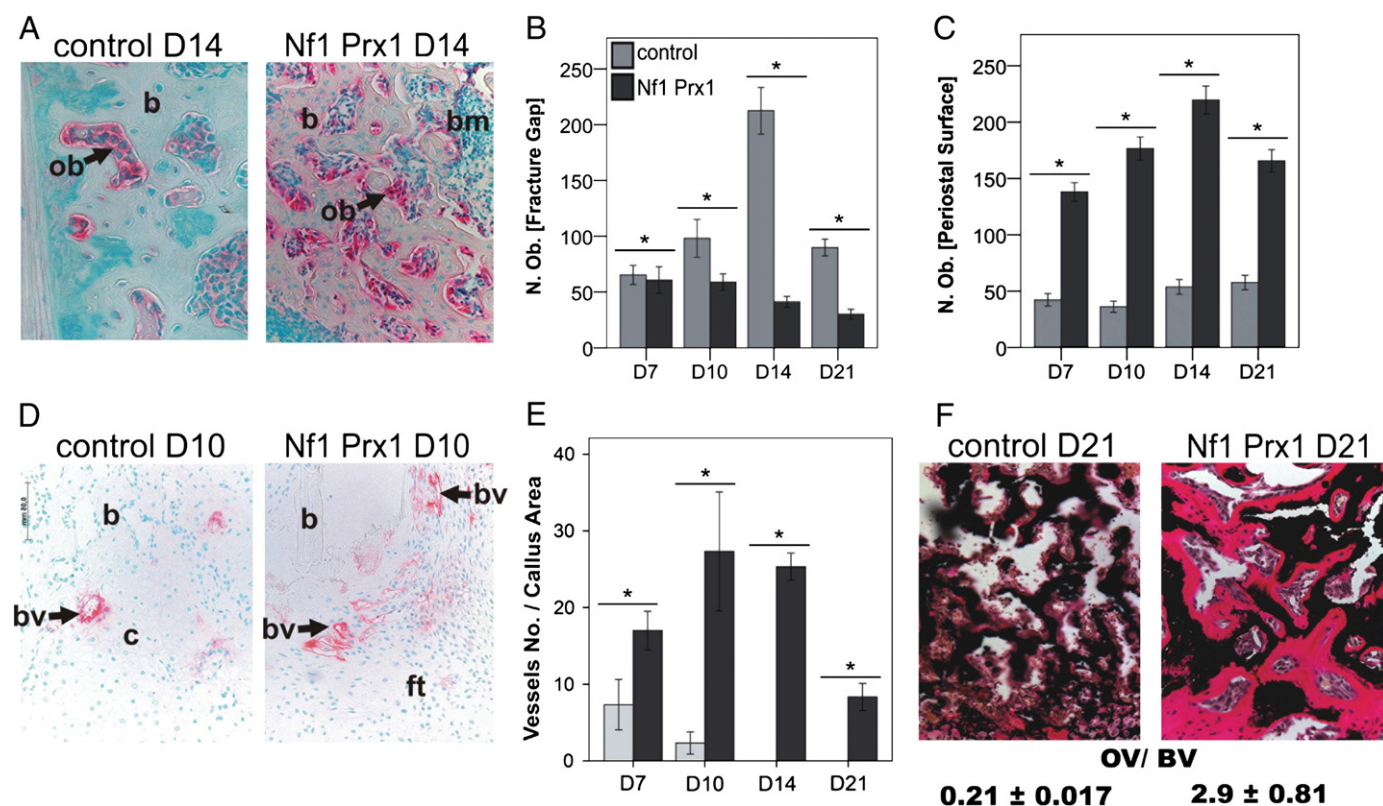 A
control D14
Nf1 Prx1 D14
b
ob
b
bm
ob
B
control
Nf1 Prx1
N. Ob. [Fracture Gap]
250
200
150
100
50
0
*
*
*
*
D7
D10
D14
D21
C
N. Ob. [Periostal Surface]
250
200
150
100
50
0
*
*
*
*
D7
D10
D14
D21
D
control D10
Nf1 Prx1 D10
mm 80,0
b
bv
c
b
bv
bv
ft
E
Vessels No. / Callus Area
40
30
20
10
0
*
*
*
*
D7
D10
D14
D21
F
control D21
Nf1 Prx1 D21
OV/ BV
0.21 ± 0.017
2.9 ± 0.81